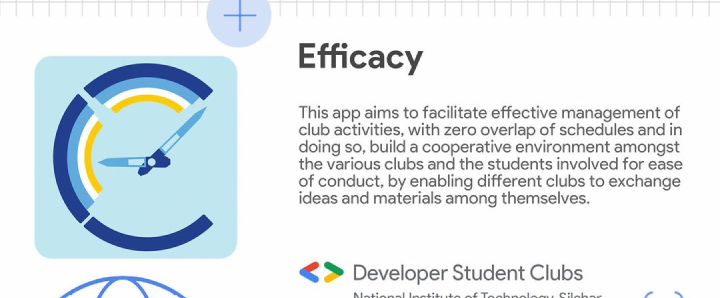 Efficacy
This app aims to facilitate effective management of
club activities, with zero overlap of schedules and in
doing so, build a cooperative environment amongst
the various clubs and the students involved for ease
of conduct, by enabling different clubs to exchange
ideas and materials among themselves.
Developer Student Clubs
National Institute of Technology, Silchar